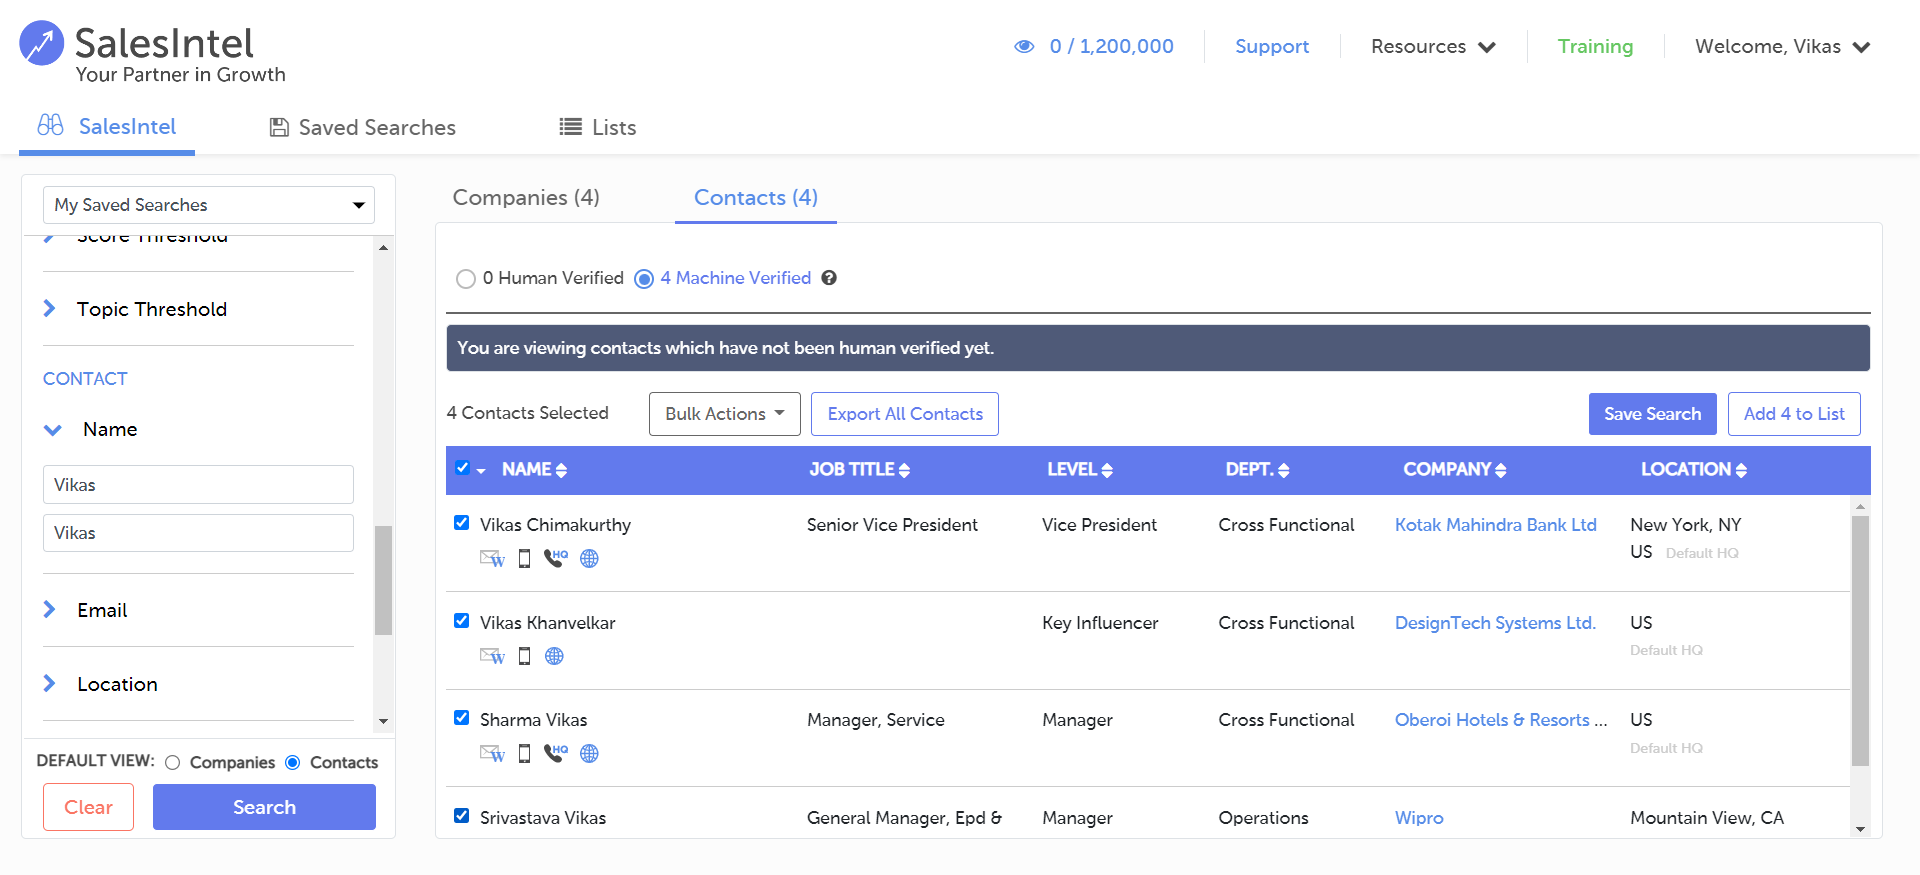 SalesIntel
Your Partner in Growth
0 / 1,200,000
Support
Resources
Training
Welcome, Vikas
SalesIntel
Saved Searches
Lists
My Saved Searches
Score Threshold
Topic Threshold
CONTACT
Name
Vikas
Vikas
Email
Location
DEFAULT VIEW: Companies Contacts
Clear
Search
Companies (4)
Contacts (4)
0 Human Verified 4 Machine Verified ?
You are viewing contacts which have not been human verified yet.
4 Contacts Selected
Bulk Actions
Export All Contacts
Save Search
Add 4 to List
NAME JOB TITLE LEVEL DEPT. COMPANY LOCATION
Vikas Chimakurthy Senior Vice President Vice President Cross Functional Kotak Mahindra Bank Ltd New York, NY
W HQ US Default HQ
Vikas Khanvelkar Key Influencer Cross Functional DesignTech Systems Ltd. US
W Default HQ
Sharma Vikas Manager, Service Manager Cross Functional Oberoi Hotels & Resorts ... US
W HQ Default HQ
Srivastava Vikas General Manager, Epd & Manager Operations Wipro Mountain View, CA